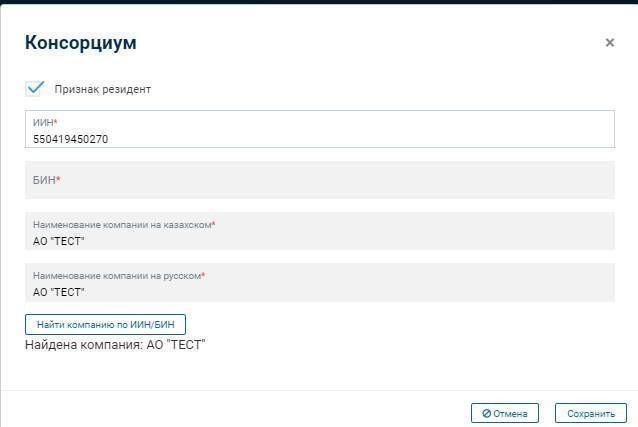 Консорциум
×
Признак резидент
ИИН*
550419450270
БИН*
Наименование компании на казахском*
АО "ТЕСТ"
Наименование компании на русском*
АО "ТЕСТ"
Найти компанию по ИИН/БИН
Найдена компания: АО "ТЕСТ"
Отмена
Сохранить